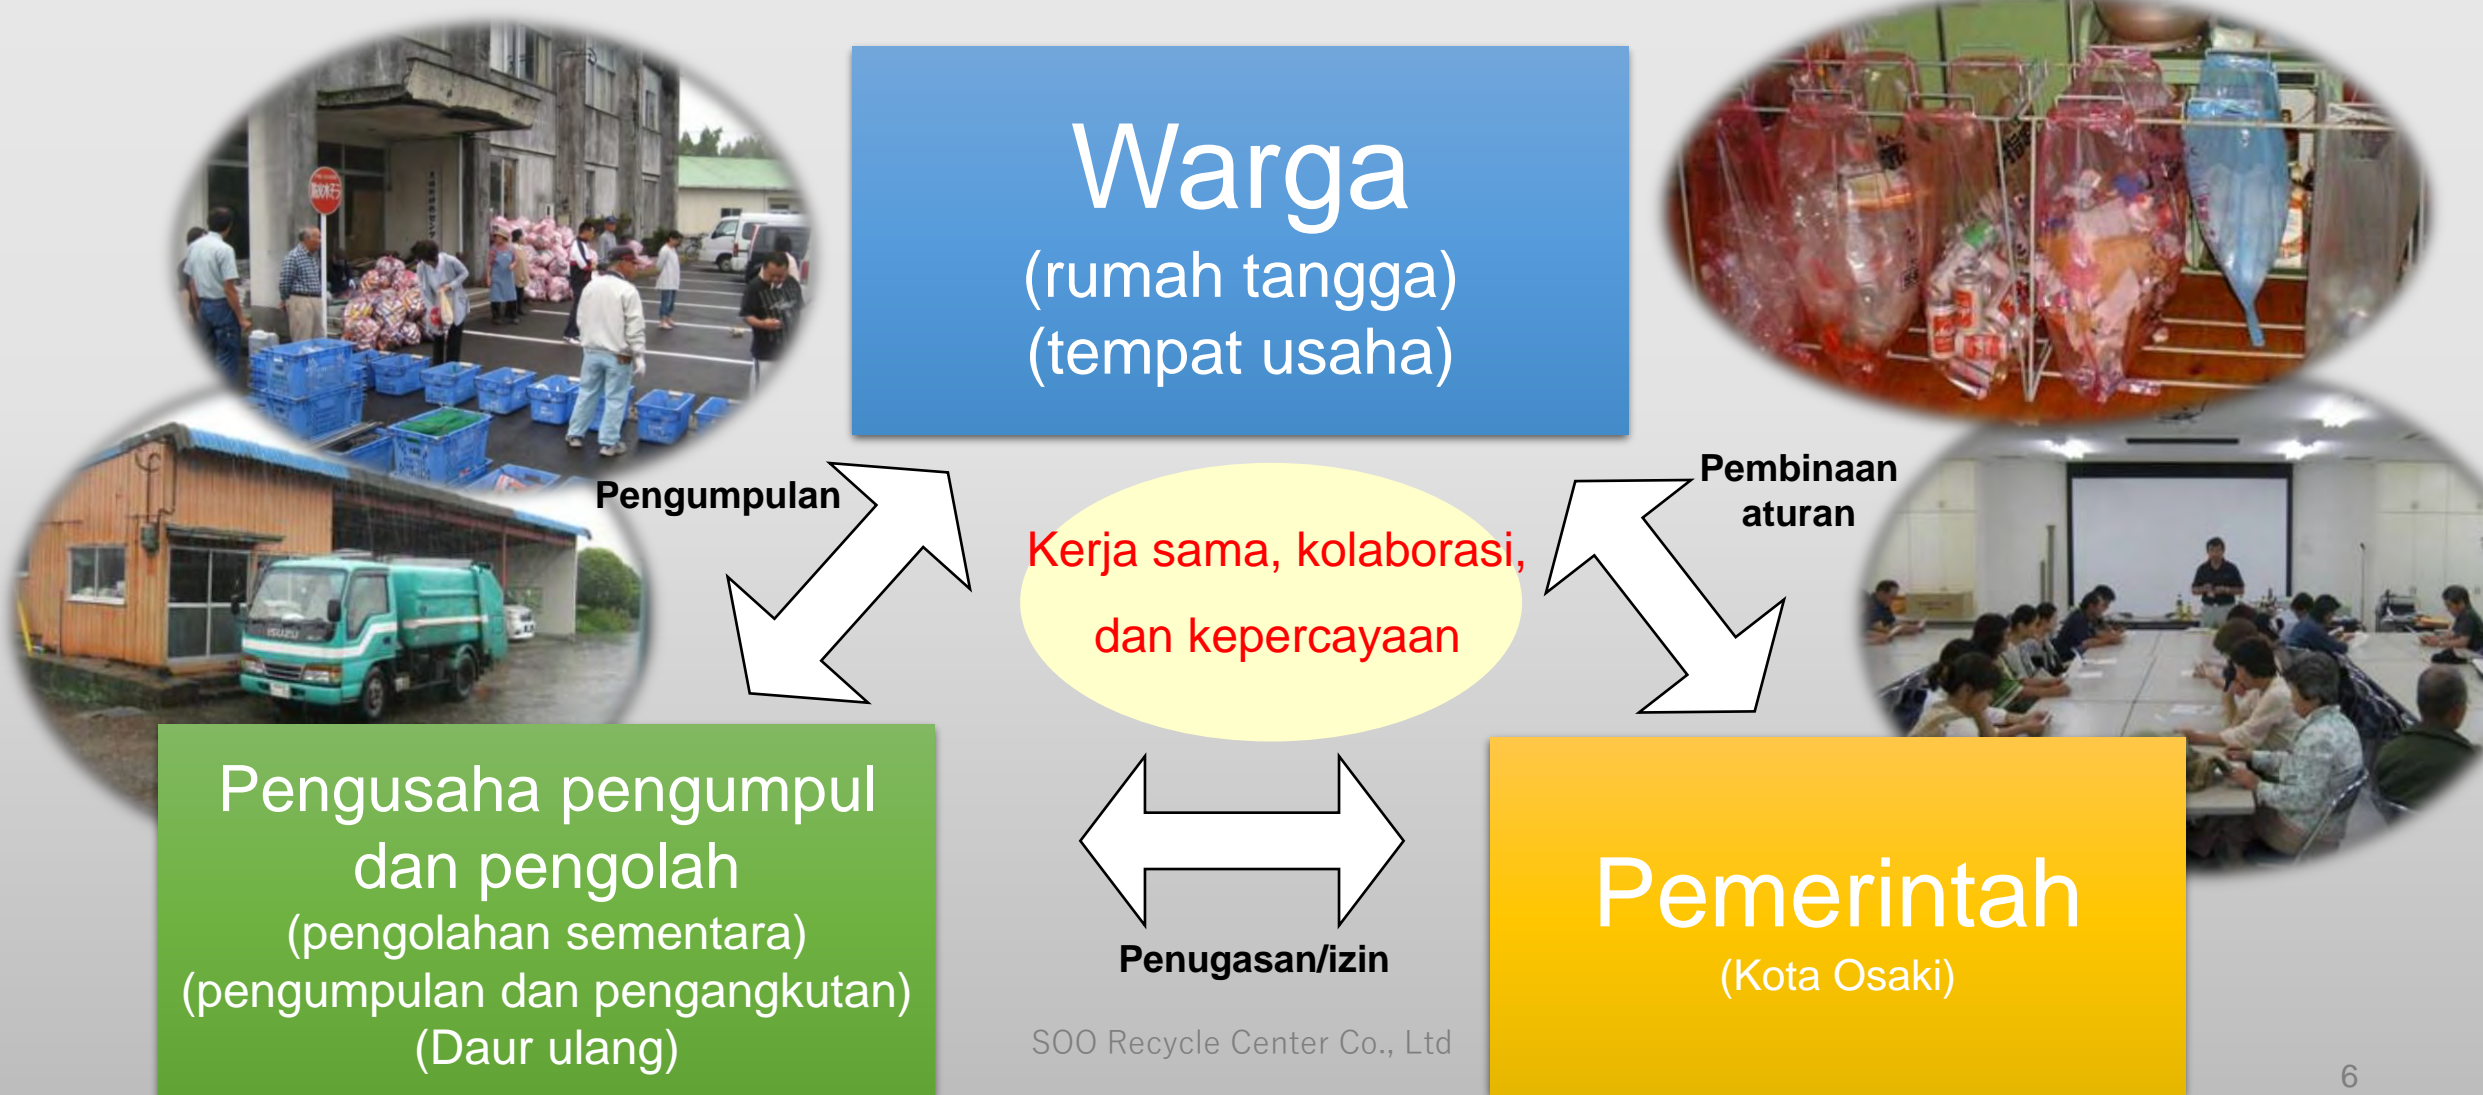 Warga
(rumah tangga)
(tempat usaha)
Pengumpulan
Pembinaan
aturan
Kerja sama, kolaborasi,
dan kepercayaan
ISUZU
Pengusaha pengumpul
dan pengolah
(pengolahan sementara)
(pengumpulan dan pengangkutan)
(Daur ulang)
Penugasan/izin
Pemerintah
(Kota Osaki)
SOO Recycle Center Co., Ltd
6